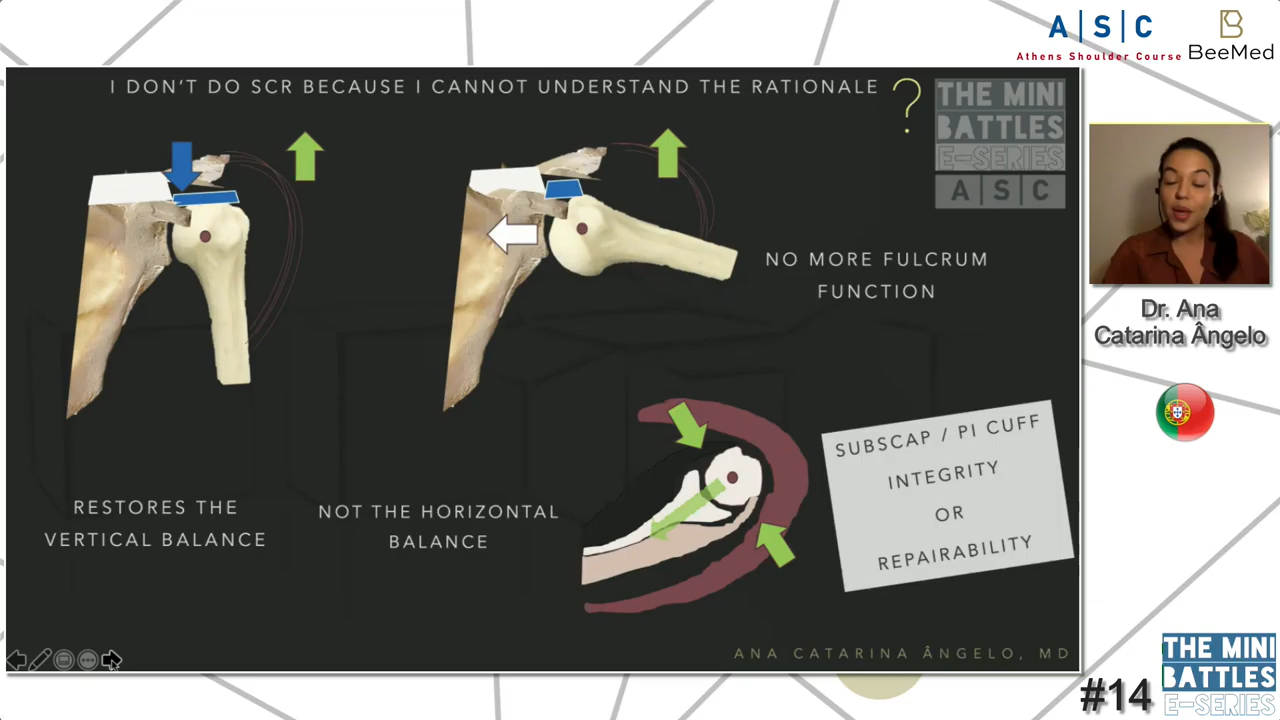 A|S|C
Athens Shoulder Course
BeeMed
I DON'T DO SCR BECAUSE I CANNOT UNDERSTAND THE RATIONALE ?
THE MINI
BATTLES
E-SERIES
A|S|C
NO MORE FULCRUM
FUNCTION
Dr. Ana
Catarina Ângelo
SUBSCAP / PI CUFF
INTEGRITY
OR
REPAIRABILITY
RESTORES THE
VERTICAL BALANCE
NOT THE HORIZONTAL
BALANCE
ANA CATARINA ÂNGELO, MD
#14
THE MINI
BATTLES
E-SERIES